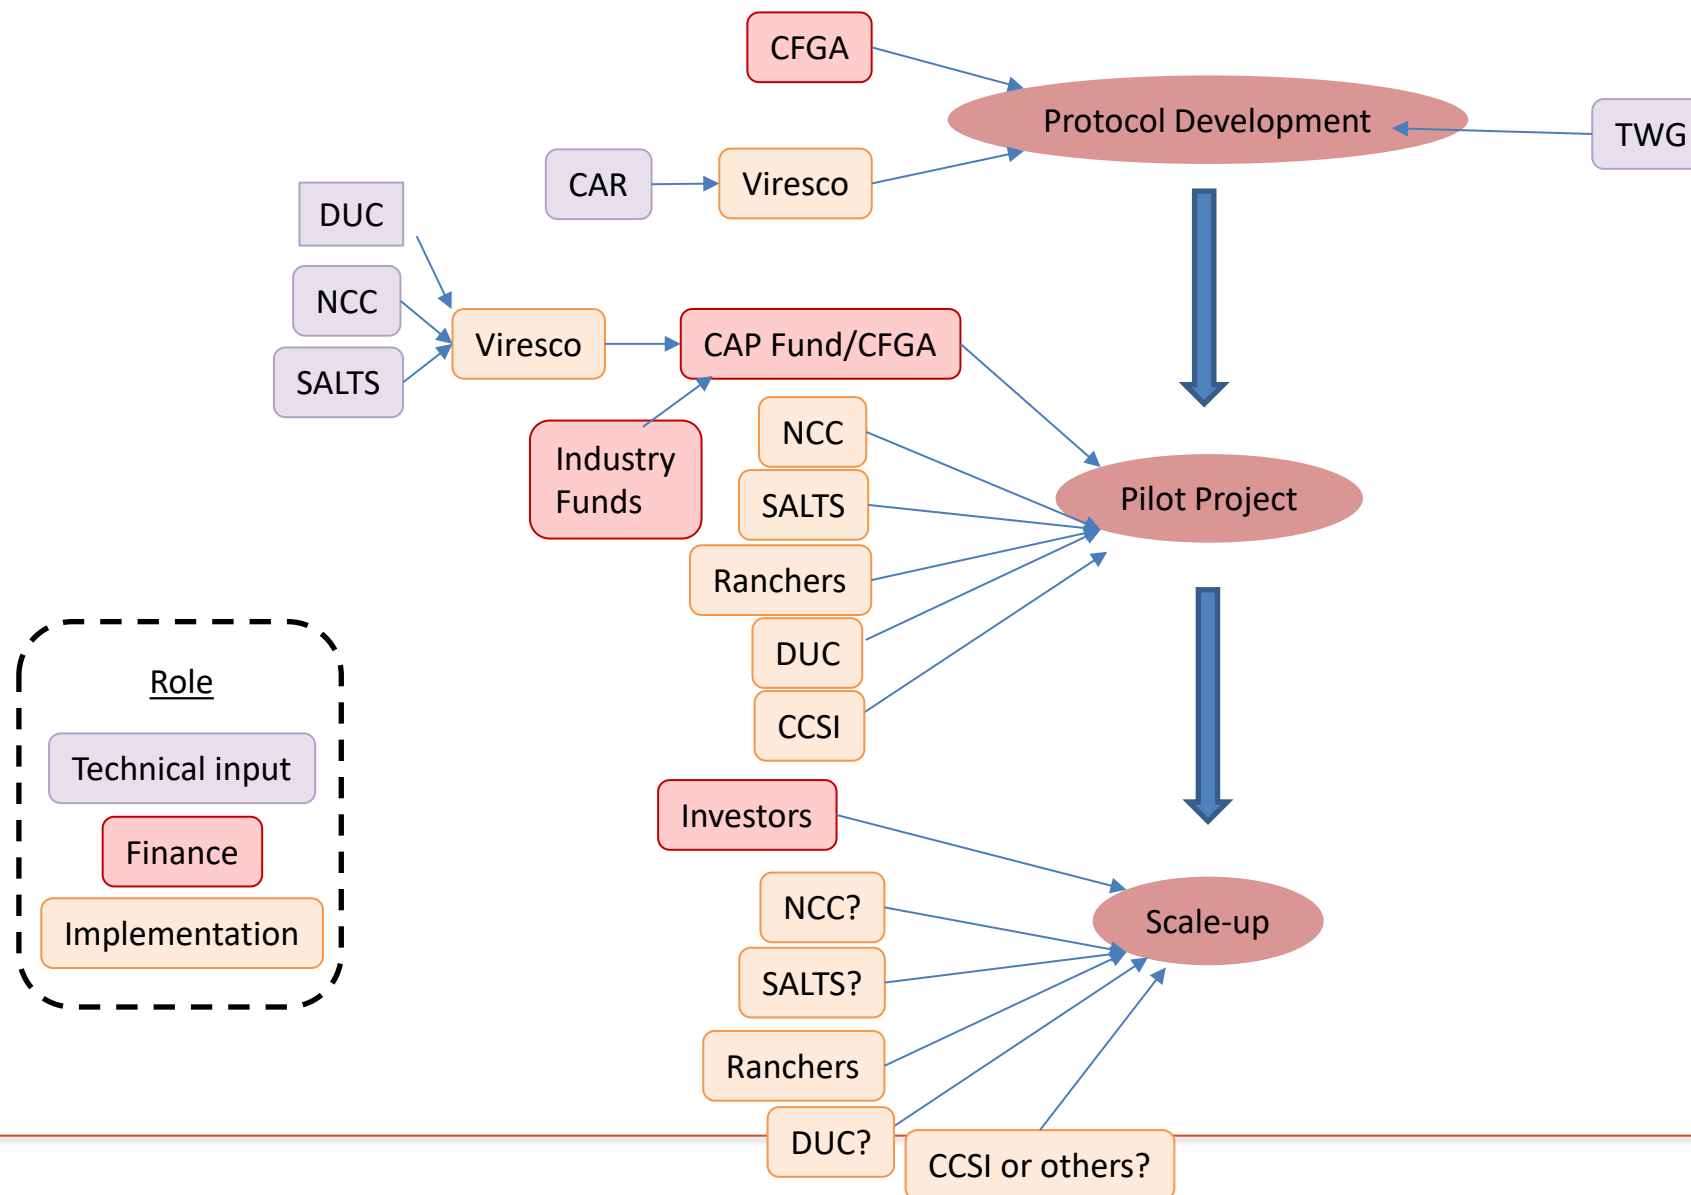 CFGA
Protocol Development
TWG
CAR
Viresco
DUC
NCC
SALTS
Viresco
CAP Fund/CFGA
Industry
Funds
NCC
SALTS
Ranchers
DUC
CCSI
Pilot Project
Role
Technical input
Finance
Implementation
Investors
NCC?
SALTS?
Ranchers
DUC?
CCSI or others?
Scale-up